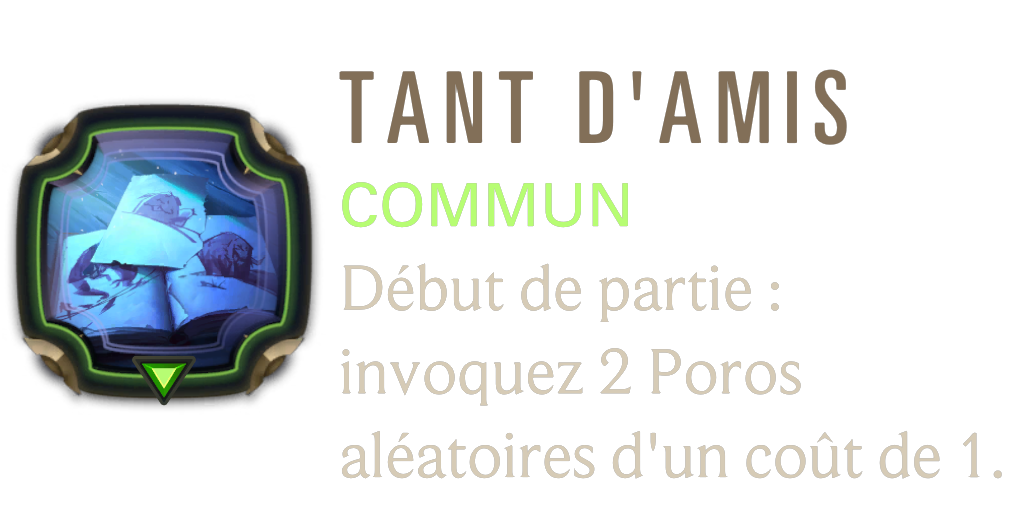 TANT D'AMIS
COMMUN
Début de partie :
invoquez 2 Poros
aléatoires d'un coût de 1.